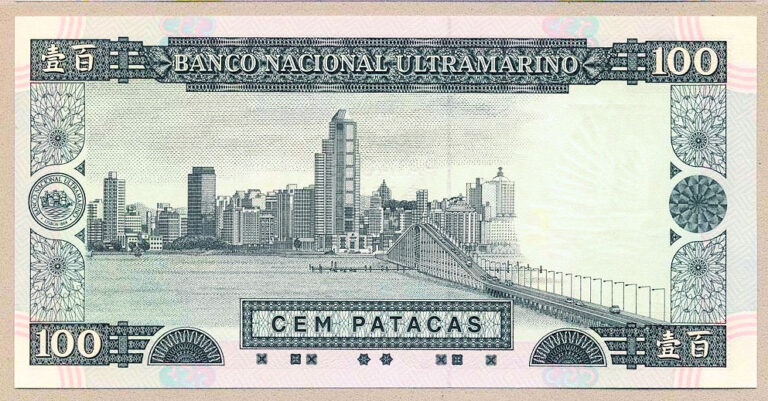 壹百
BANCO NACIONAL ULTRAMARINO
100
CEM PATACAS
100
壹百